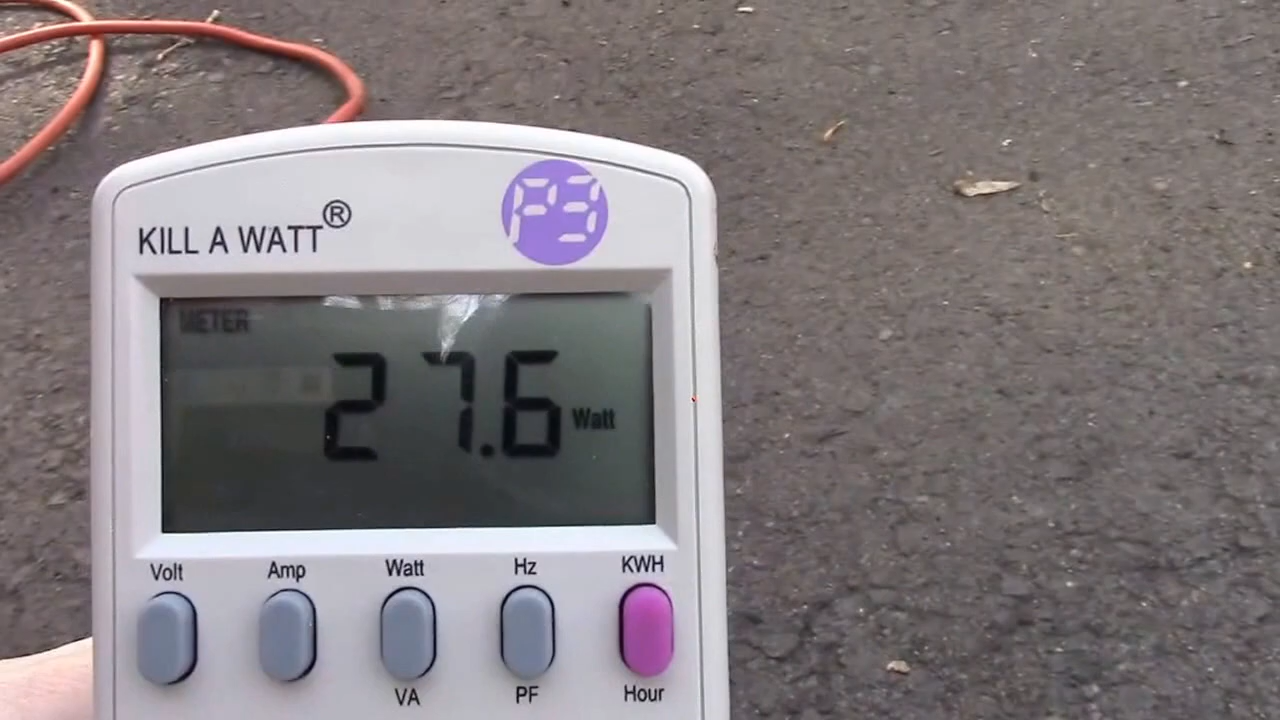 KILL A WATT®
P3
METER
27.6 Watt
Volt Amp Watt Hz KWH
VA PF Hour